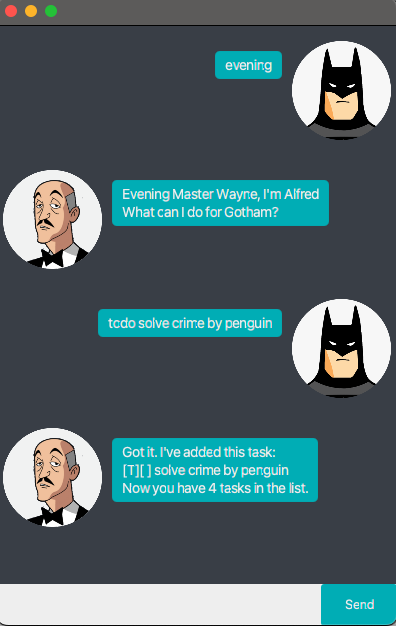 evening
Evening Master Wayne, I'm Alfred
What can I do for Gotham?
todo solve crime by penguin
Got it. I've added this task:
[T][ ] solve crime by penguin
Now you have 4 tasks in the list.
Send